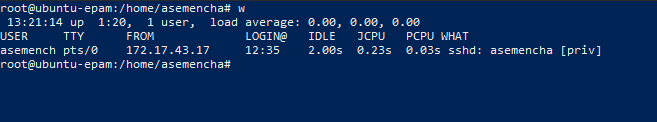 root@ubuntu-epam:/home/asemencha# w
 13:21:14 up  1:20,  1 user,  load average: 0.00, 0.00, 0.00
USER     TTY      FROM             LOGIN@   IDLE   JCPU   PCPU WHAT
asemench pts/0    172.17.43.17     12:35    2.00s  0.23s  0.03s sshd: asemencha [priv]
root@ubuntu-epam:/home/asemencha#